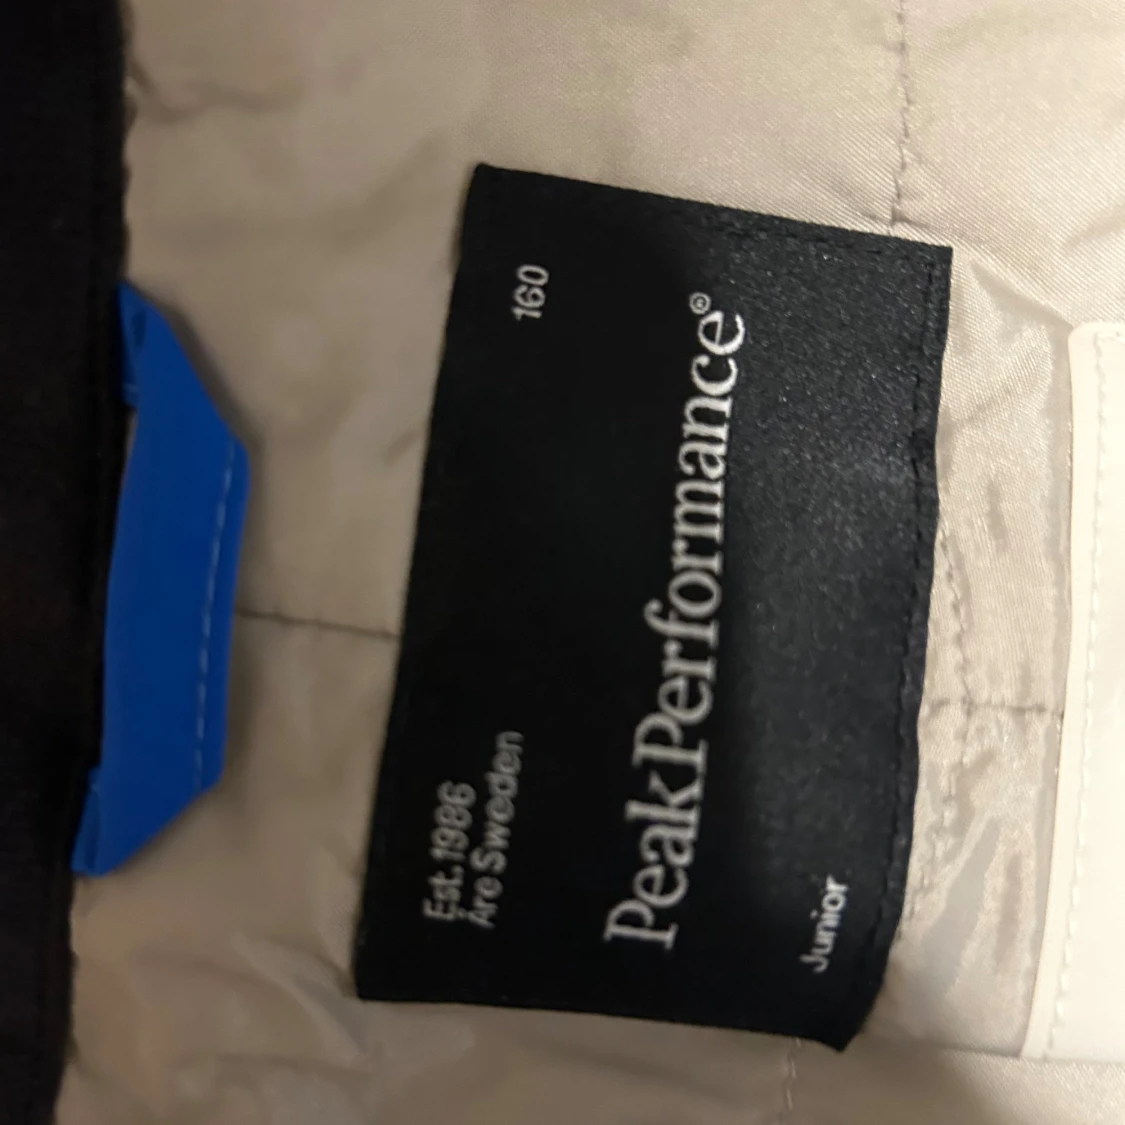 Est. 1986
Åre Sweden
160
PeakPerformance®
Junior